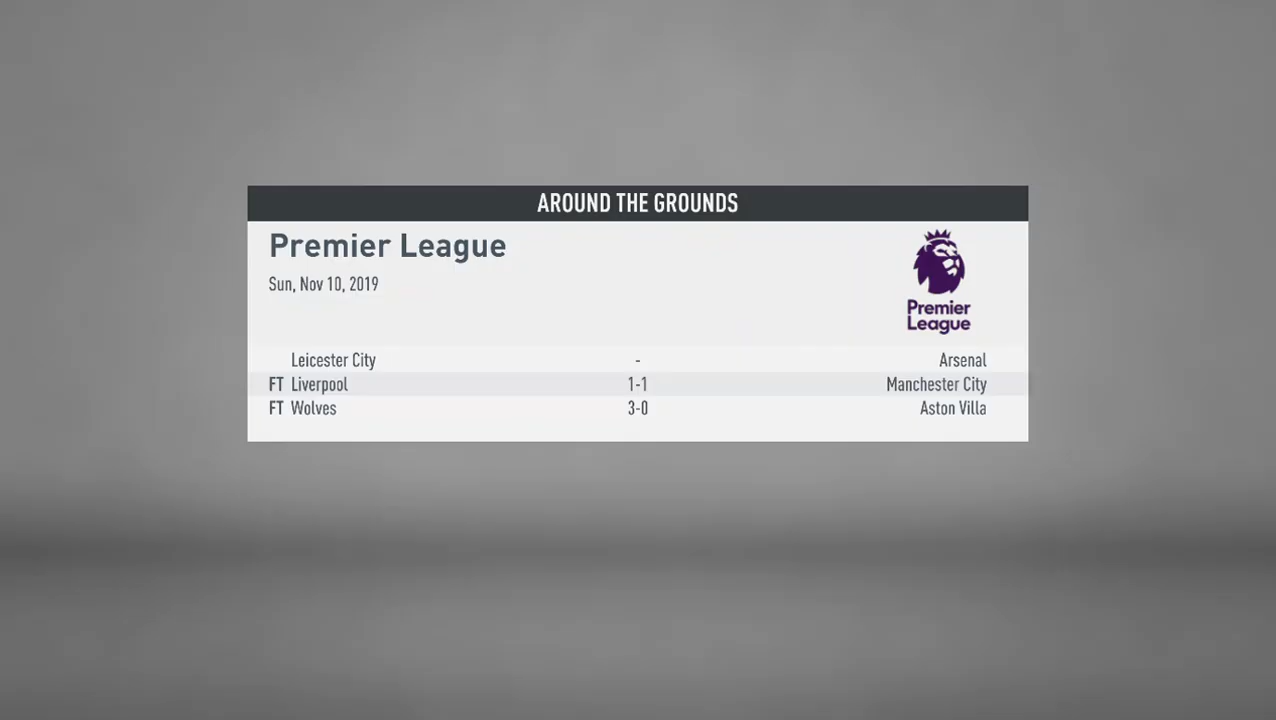 AROUND THE GROUNDS
Premier League
Sun, Nov 10, 2019
Premier
League
Leicester City - Arsenal
FT Liverpool 1-1 Manchester City
FT Wolves 3-0 Aston Villa